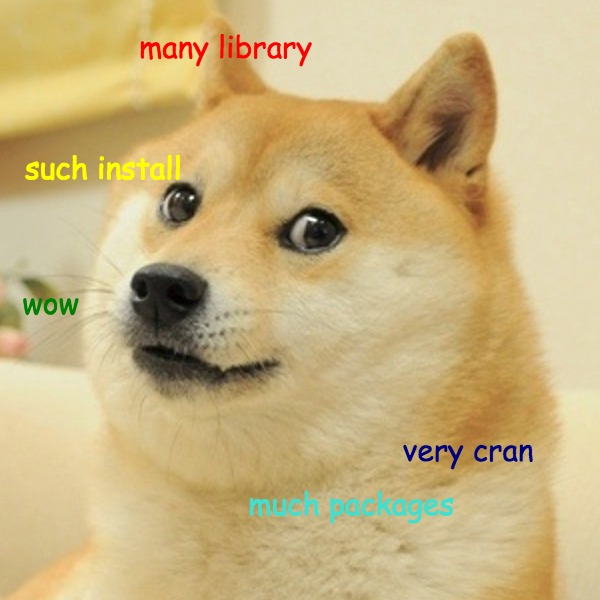 many library
such install
wow
very cran
much packages